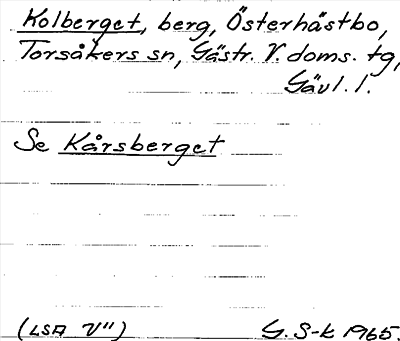 Kolberget, berg, Österhästbo,
Torsåkers sn, Gästr. V. doms. tg,
Gävl. l.
Se Kårsberget
(LSA V")
G. S-k 1965.